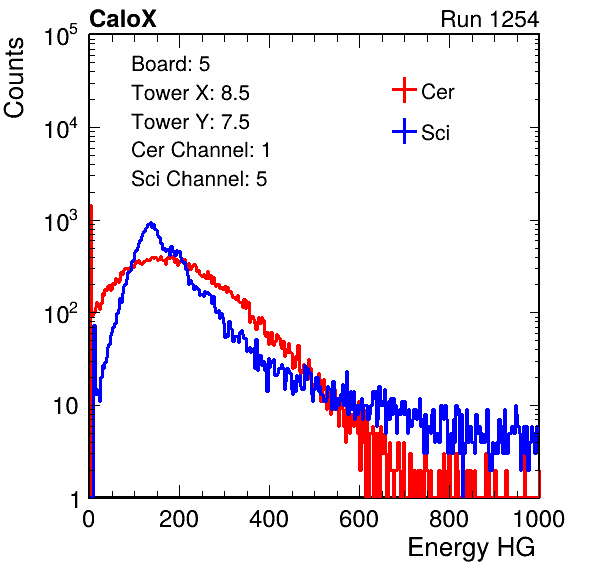 CaloX Run 1254
Counts
Board: 5
Tower X: 8.5
Tower Y: 7.5
Cer Channel: 1
Sci Channel: 5
Cer
Sci
10^5
10^4
10^3
10^2
10
1
0 200 400 600 800 1000
Energy HG